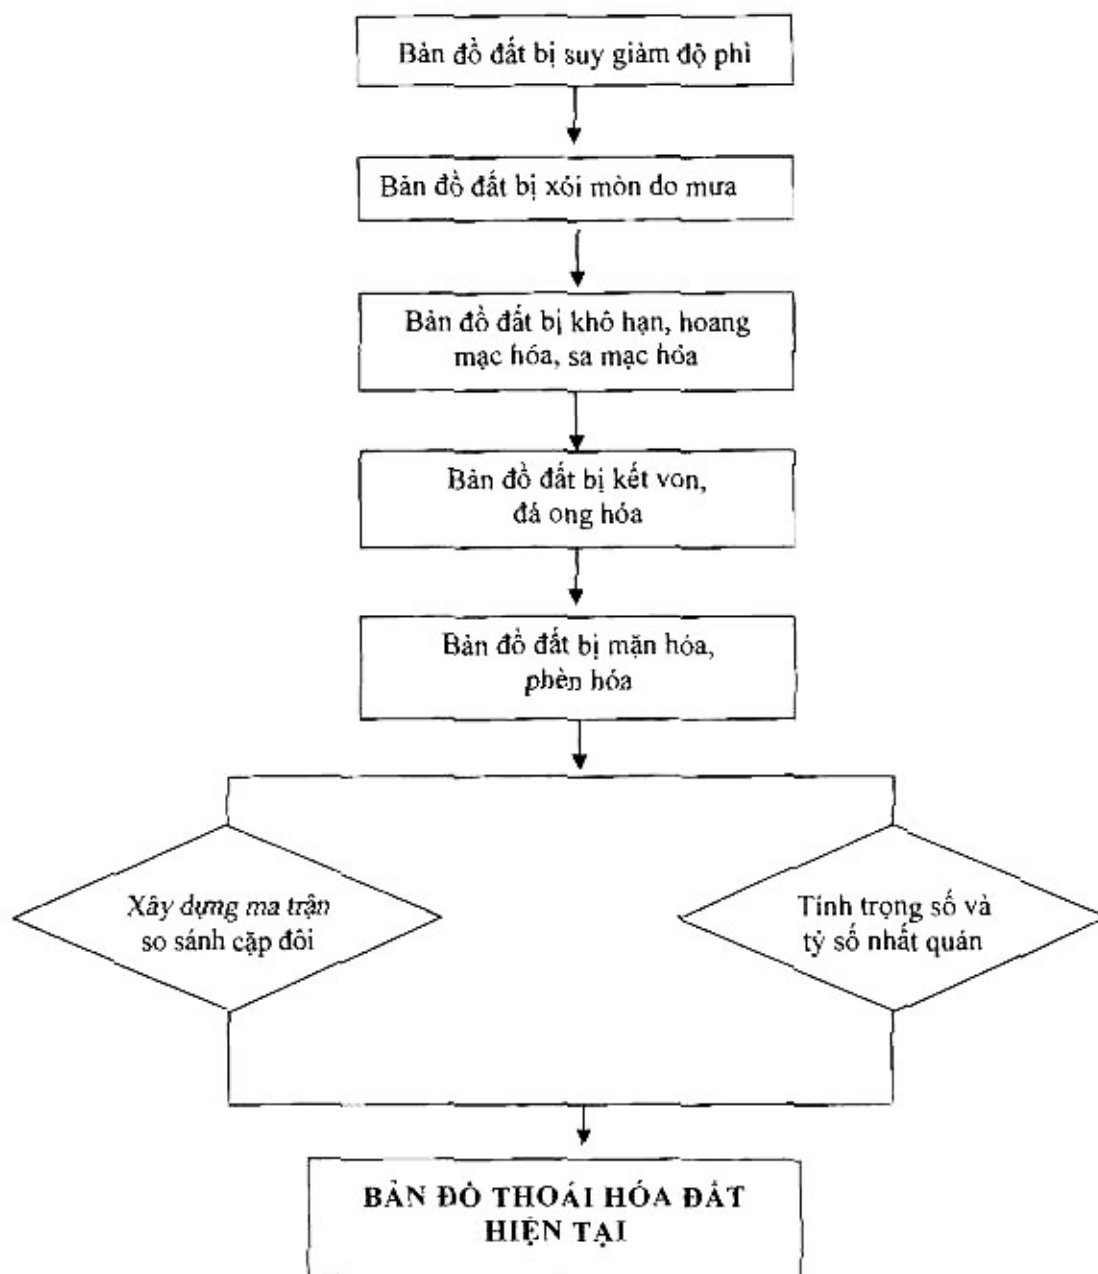 Bản đồ đất bị suy giảm độ phì
Bản đồ đất bị xói mòn do mưa
Bản đồ đất bị khô hạn, hoang
mạc hóa, sa mạc hóa
Bản đồ đất bị kết von,
đá ong hóa
Bản đồ đất bị mặn hóa,
phèn hóa
Xây dựng ma trận
so sánh cặp đôi
Tính trọng số và
tỷ số nhất quán
BẢN ĐỒ THOÁI HÓA ĐẤT
HIỆN TẠI